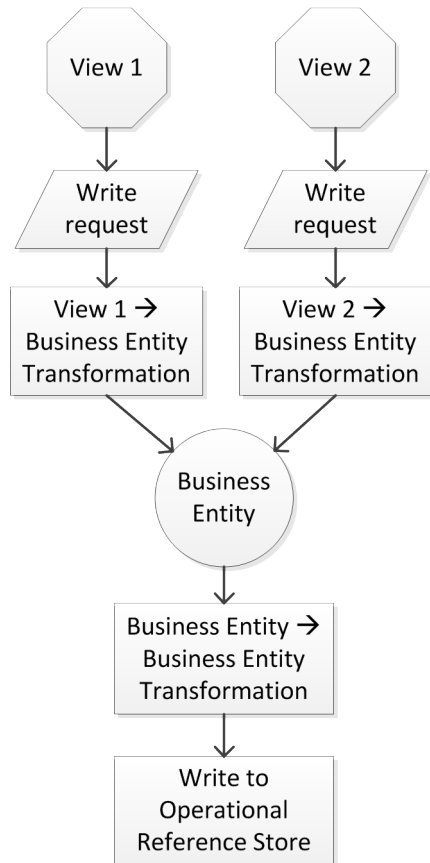 View 1
View 2
Write
request
Write
request
View 1 →
Business Entity
Transformation
View 2 →
Business Entity
Transformation
Business
Entity
Business Entity →
Business Entity
Transformation
Write to
Operational
Reference Store